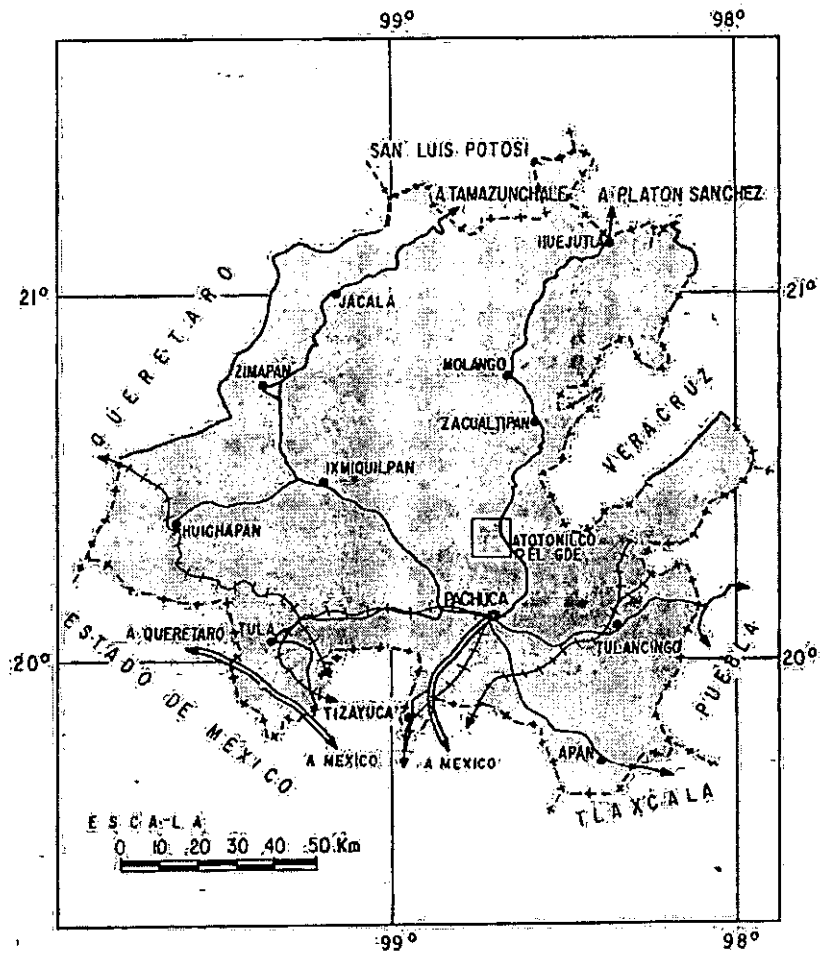 99° 98°
SAN LUIS POTOSI
A TAMAZUNCHALE A PLATON SANCHEZ
HUEJUTLA
21° 21°
JACALA
QUERETARO
ZIMAPAN
MOLANGO
ZACUALTIPAN
VERACRUZ
IXMIQUILPAN
HUICHAPAN
ATOTONILCO
EL GDE.
PACHUCA
A QUERETARO TULA
TULANCINGO
20° 20°
ESTADO DE MEXICO
PUEBLA
TIZAYUCA
A MEXICO A MEXICO
APAN
TLAXCALA
ESCALA
0 10 20 30 40 50 Km
99° 98°